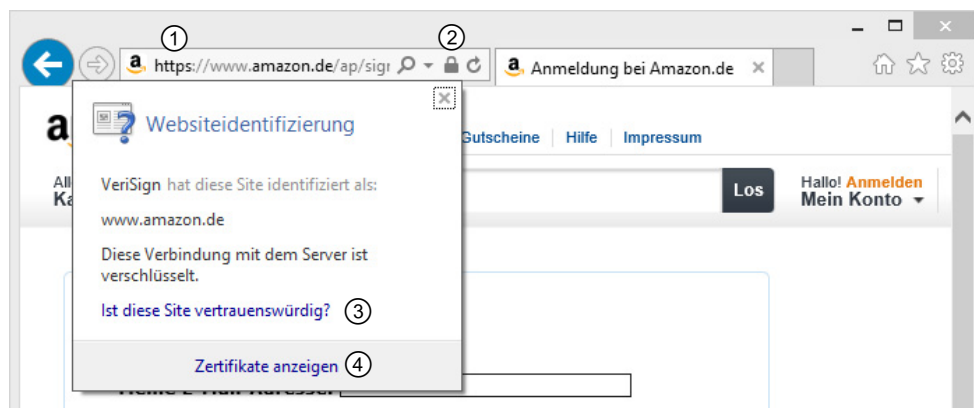 ① ②
https://www.amazon.de/ap/sigr
Anmeldung bei Amazon.de
Websiteidentifizierung
Gutscheine Hilfe Impressum
VeriSign hat diese Site identifiziert als:
www.amazon.de
Los
Hallo! Anmelden
Mein Konto
Diese Verbindung mit dem Server ist
verschlüsselt.
Ist diese Site vertrauenswürdig? ③
Zertifikate anzeigen ④